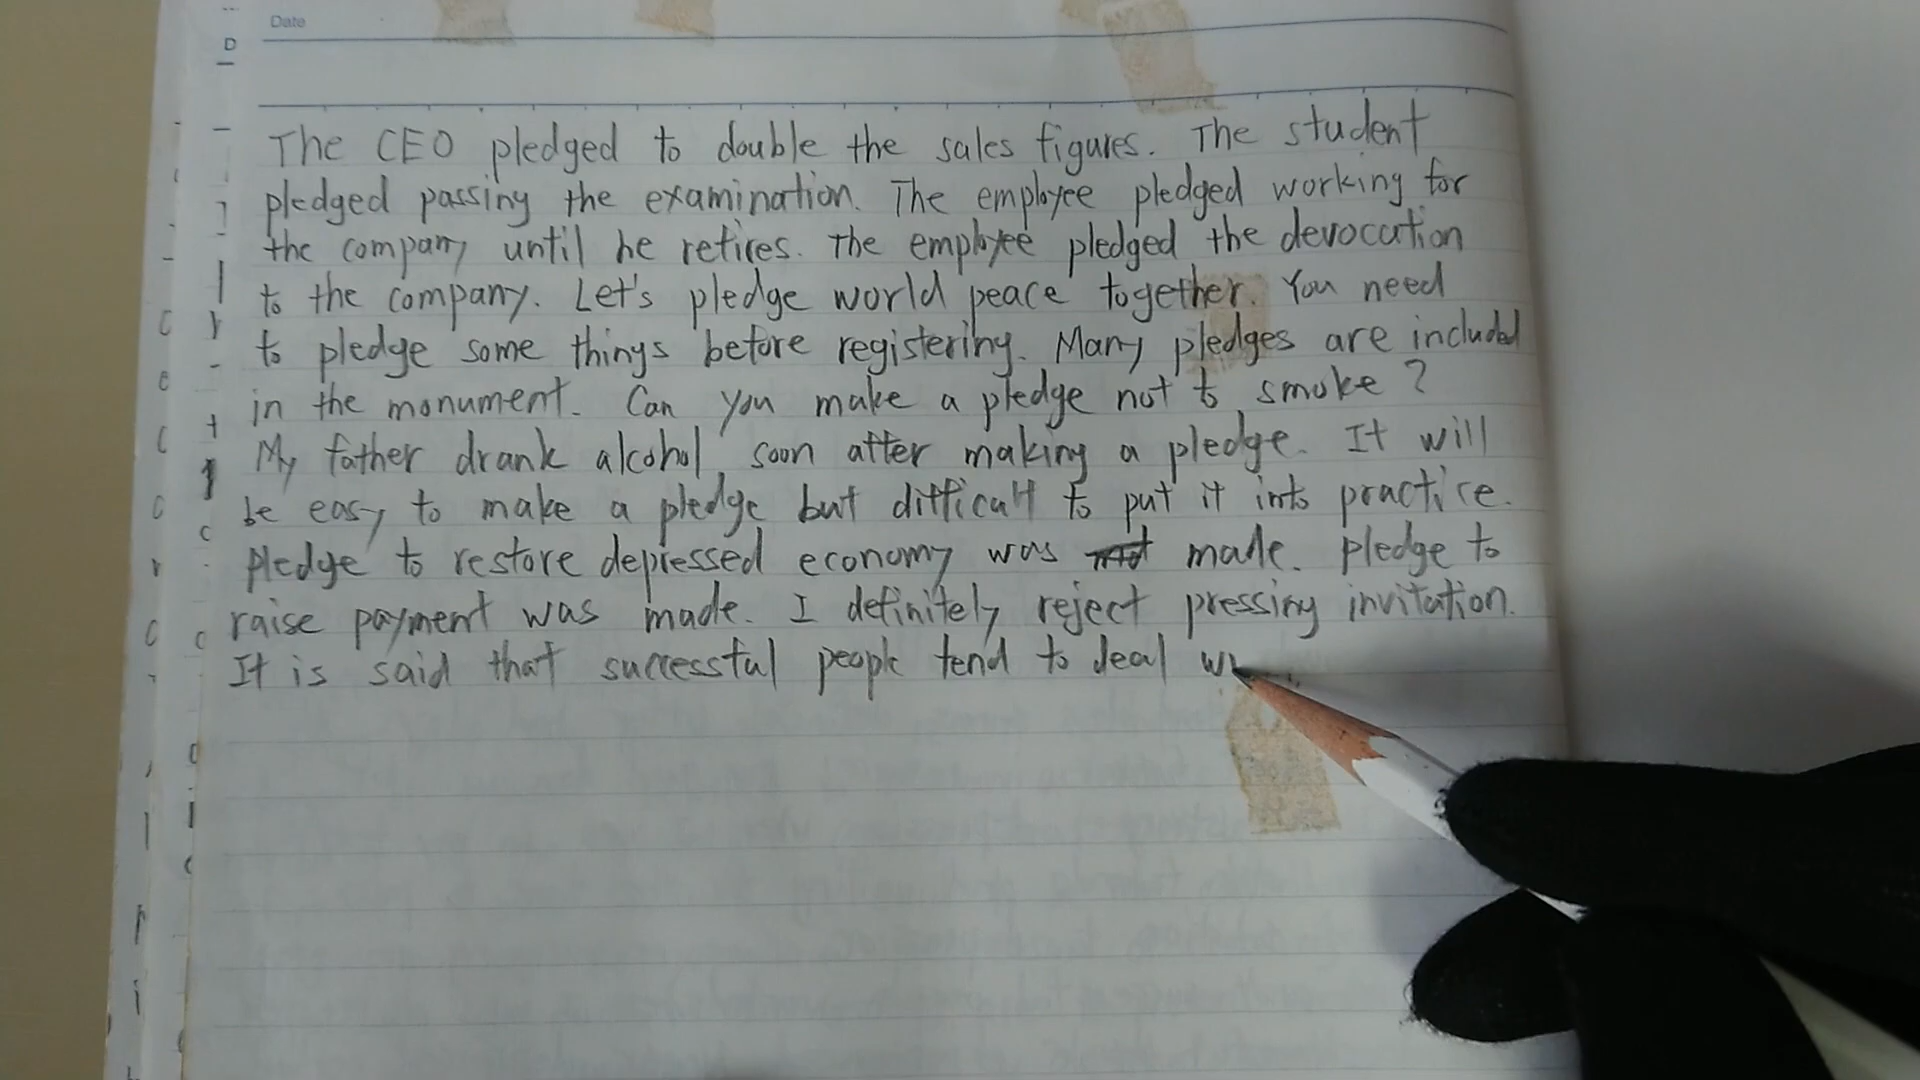 Date
The CEO pledged to double the sales figures. The student
pledged passing the examination. The employee pledged working for
the company until he retires. The employee pledged the devocation
to the company. Let's pledge world peace together. You need
to pledge some things before registering. Many pledges are included
in the monument. Can you make a pledge not to smoke?
My father drank alcohol soon after making a pledge. It will
be easy to make a pledge but difficult to put it into practice.
Pledge to restore depressed economy was made. Pledge to
raise payment was made. I definitely reject pressing invitation.
It is said that successful people tend to deal